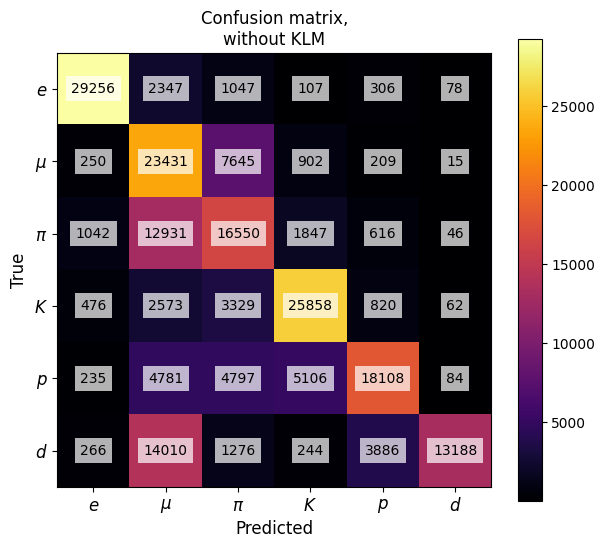 Confusion matrix,
without KLM
e 29256 2347 1047 107 306 78
μ 250 23431 7645 902 209 15
π 1042 12931 16550 1847 616 46
K 476 2573 3329 25858 820 62
p 235 4781 4797 5106 18108 84
d 266 14010 1276 244 3886 13188
e μ π K p d
True
Predicted
25000
20000
15000
10000
5000